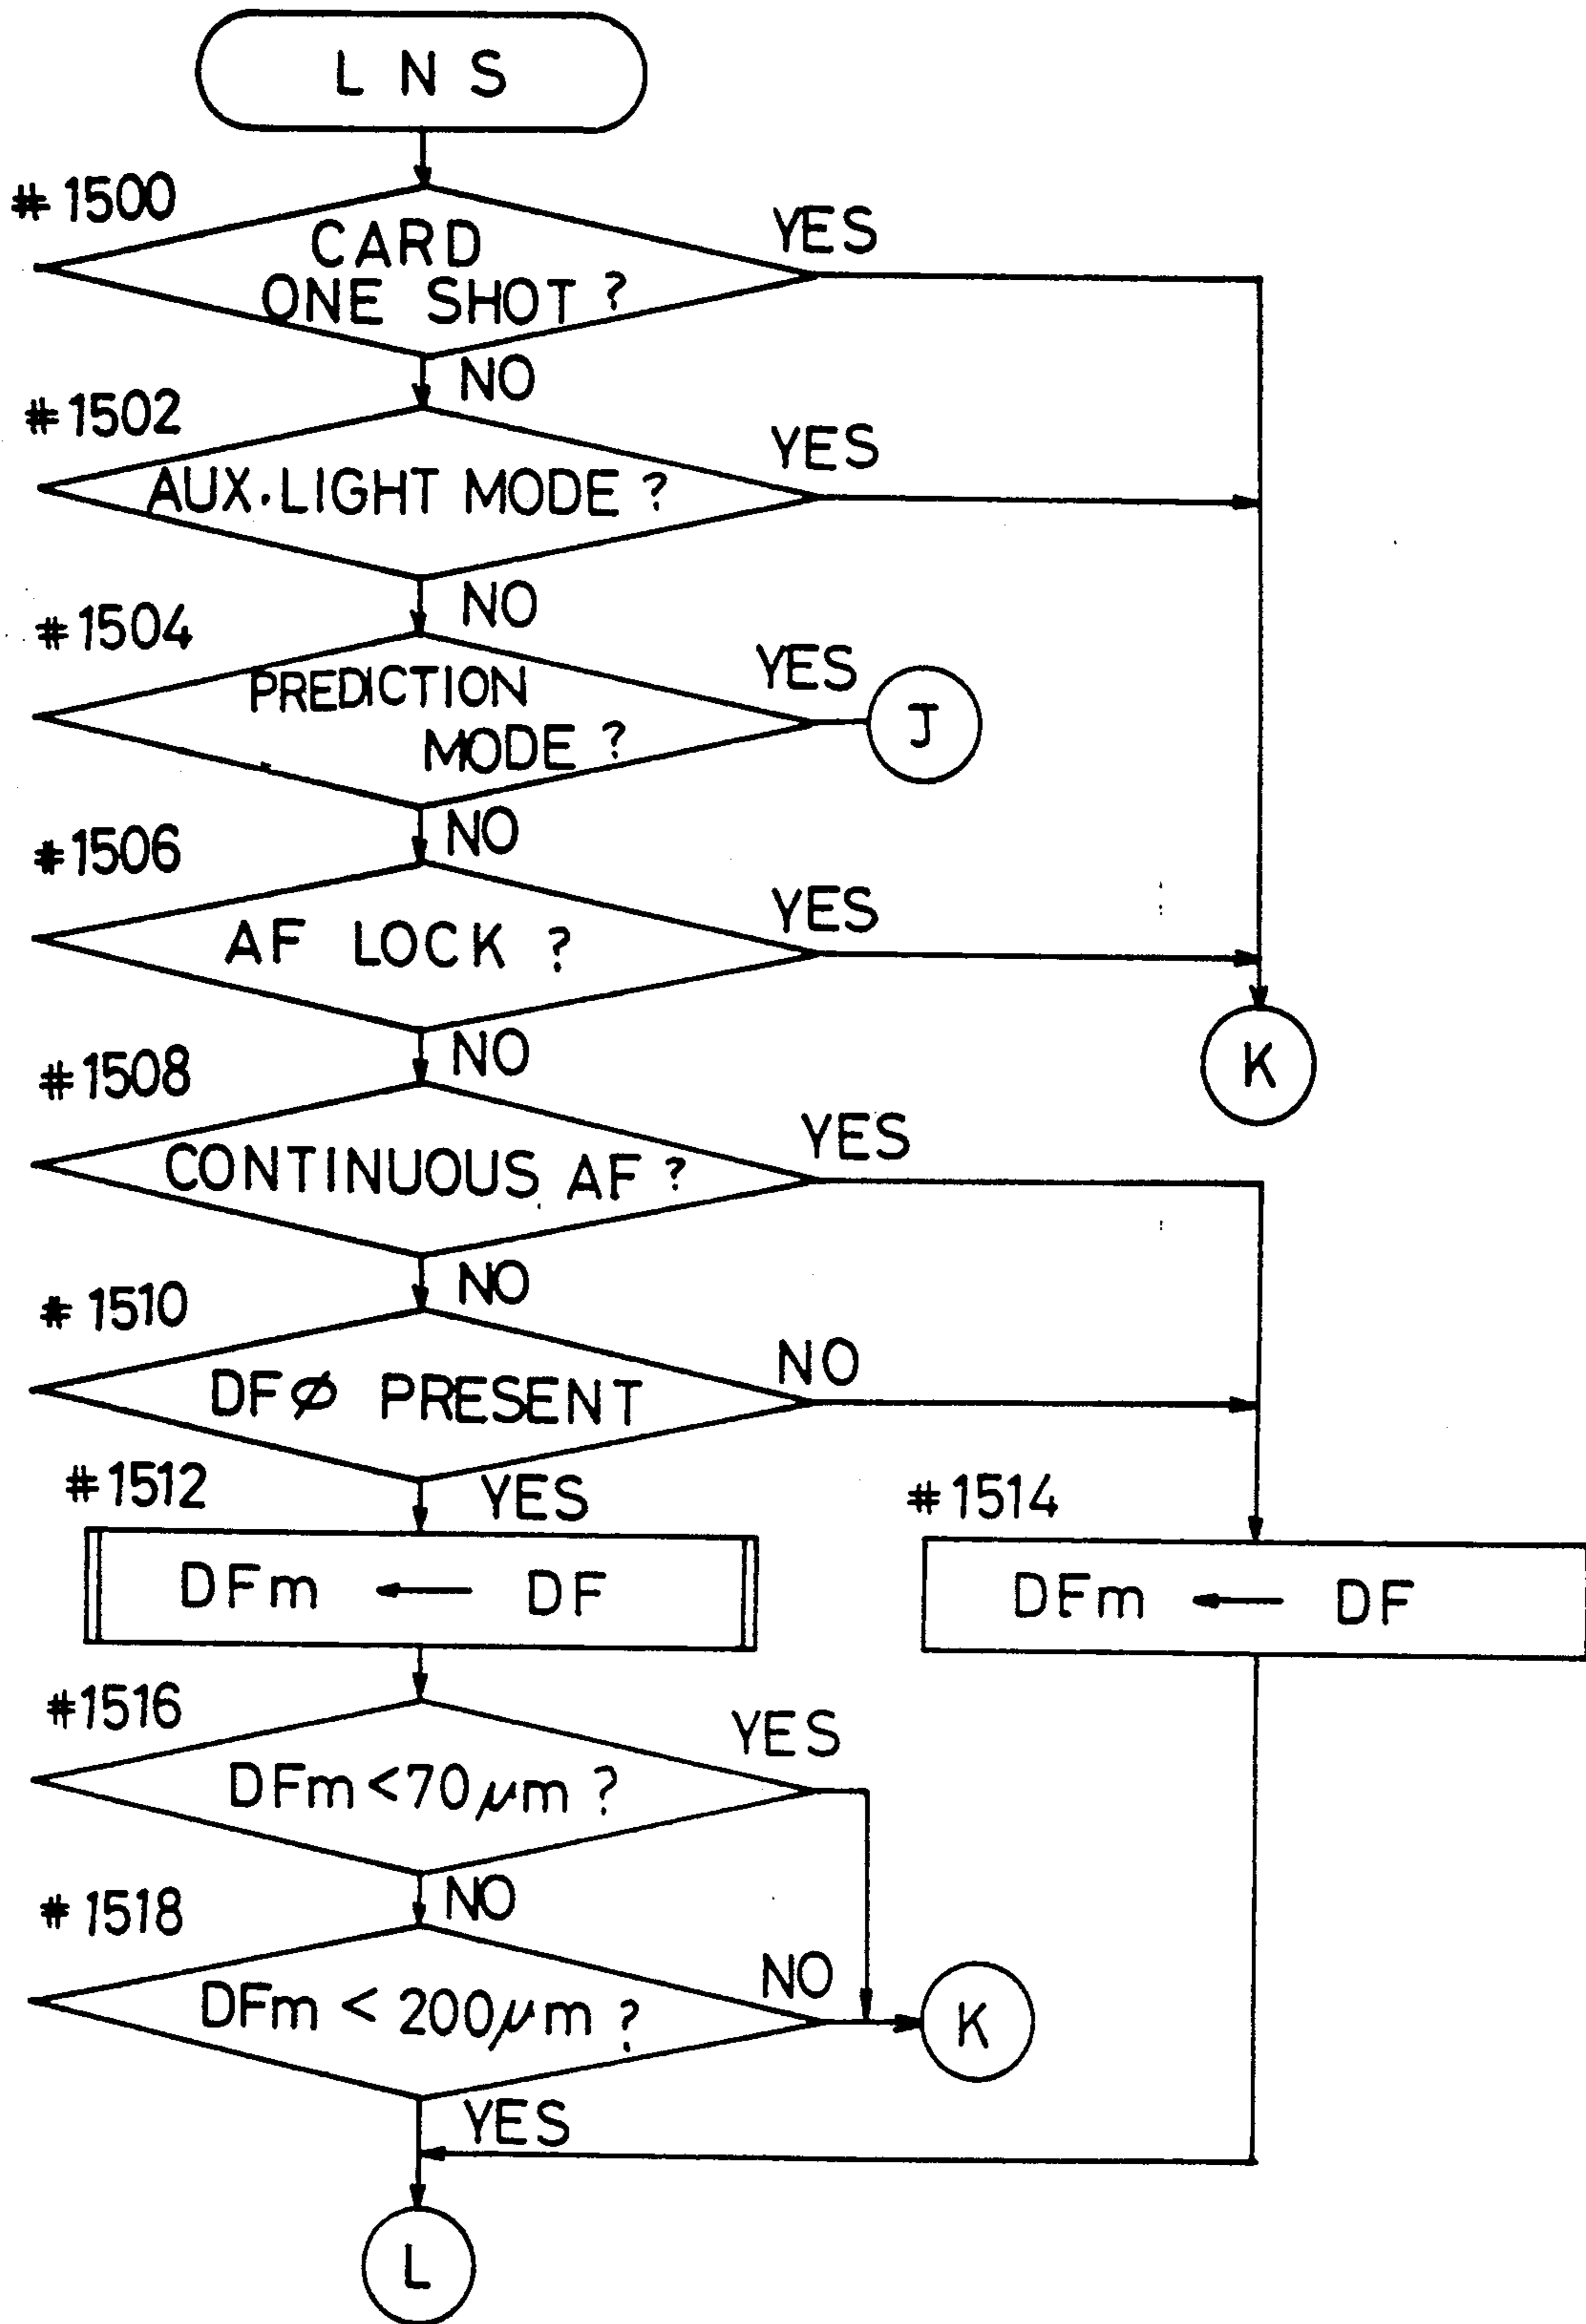 L N S
#1500
CARD
ONE SHOT ?
YES
NO
#1502
AUX.LIGHT MODE ?
YES
NO
#1504
PREDICTION
MODE ?
YES
J
NO
#1506
AF LOCK ?
YES
K
NO
#1508
CONTINUOUS AF ?
YES
NO
#1510
DFØ PRESENT
NO
YES
#1512
DFm ← DF
#1514
DFm ← DF
#1516
DFm < 70μm ?
YES
NO
#1518
DFm < 200μm ?
NO
K
YES
L